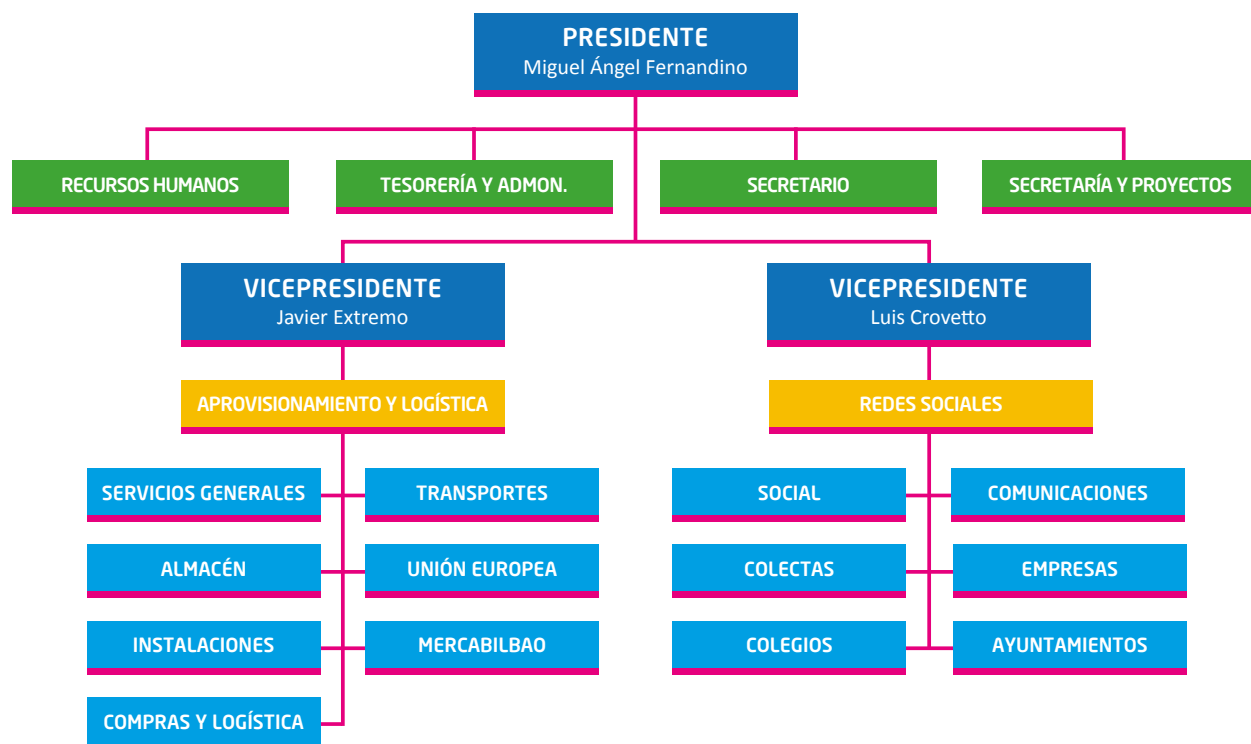 PRESIDENTE
Miguel Ángel Fernandino
RECURSOS HUMANOS
TESORERÍA Y ADMON.
SECRETARIO
SECRETARÍA Y PROYECTOS
VICEPRESIDENTE
Javier Extremo
VICEPRESIDENTE
Luis Crovetto
APROVISIONAMIENTO Y LOGÍSTICA
REDES SOCIALES
SERVICIOS GENERALES
TRANSPORTES
SOCIAL
COMUNICACIONES
ALMACÉN
UNIÓN EUROPEA
COLECTAS
EMPRESAS
INSTALACIONES
MERCABILBAO
COLEGIOS
AYUNTAMIENTOS
COMPRAS Y LOGÍSTICA